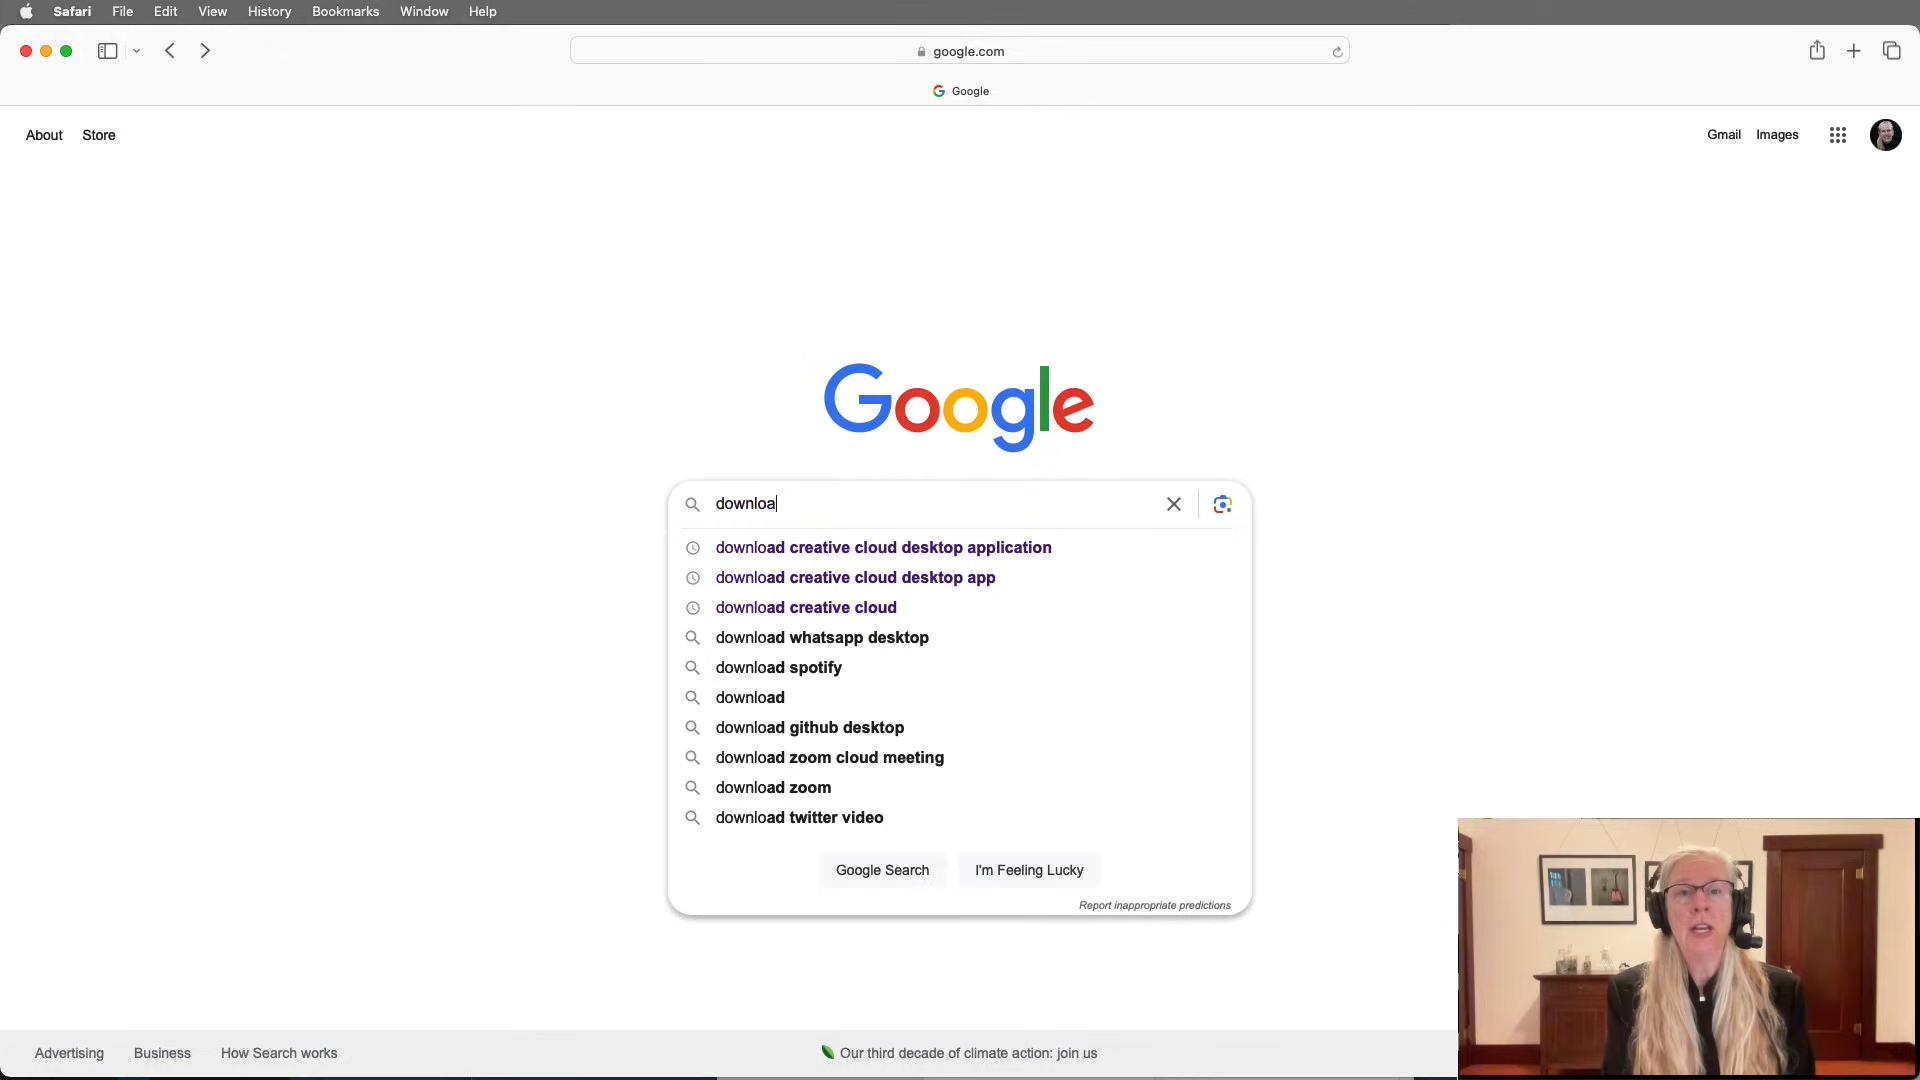 Safari File Edit View History Bookmarks Window Help
google.com
Google
About Store
Gmail Images
Google
downloa
download creative cloud desktop application
download creative cloud desktop app
download creative cloud
download whatsapp desktop
download spotify
download
download github desktop
download zoom cloud meeting
download zoom
download twitter video
Google Search I'm Feeling Lucky
Report inappropriate predictions
Advertising Business How Search works
Our third decade of climate action: join us